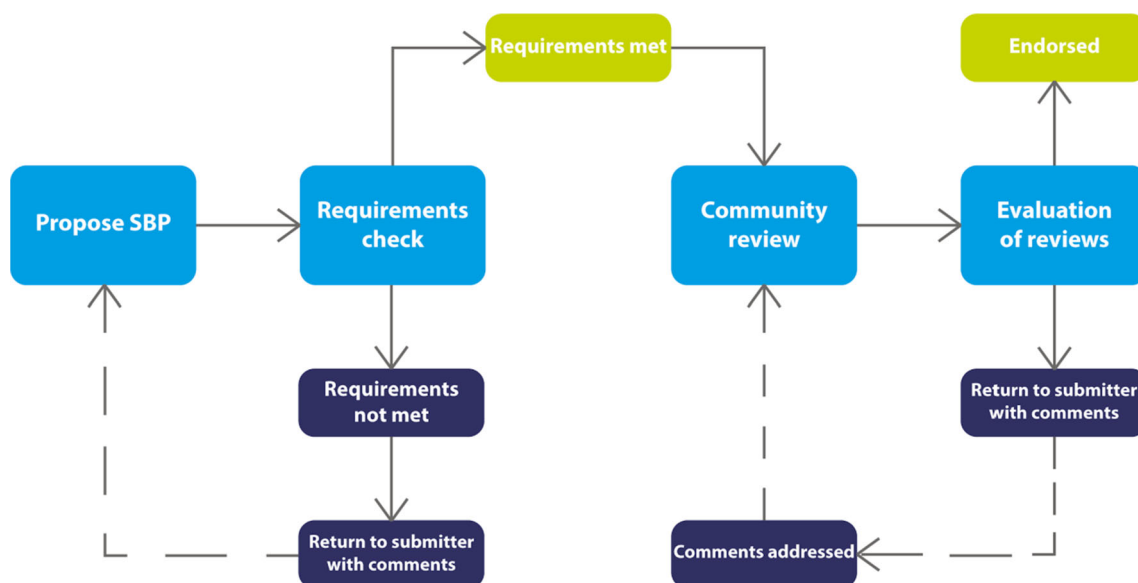 Requirements met
Endorsed
Propose SBP
Requirements
check
Community
review
Evaluation
of reviews
Requirements
not met
Return to submitter
with comments
Return to submitter
with comments
Comments addressed